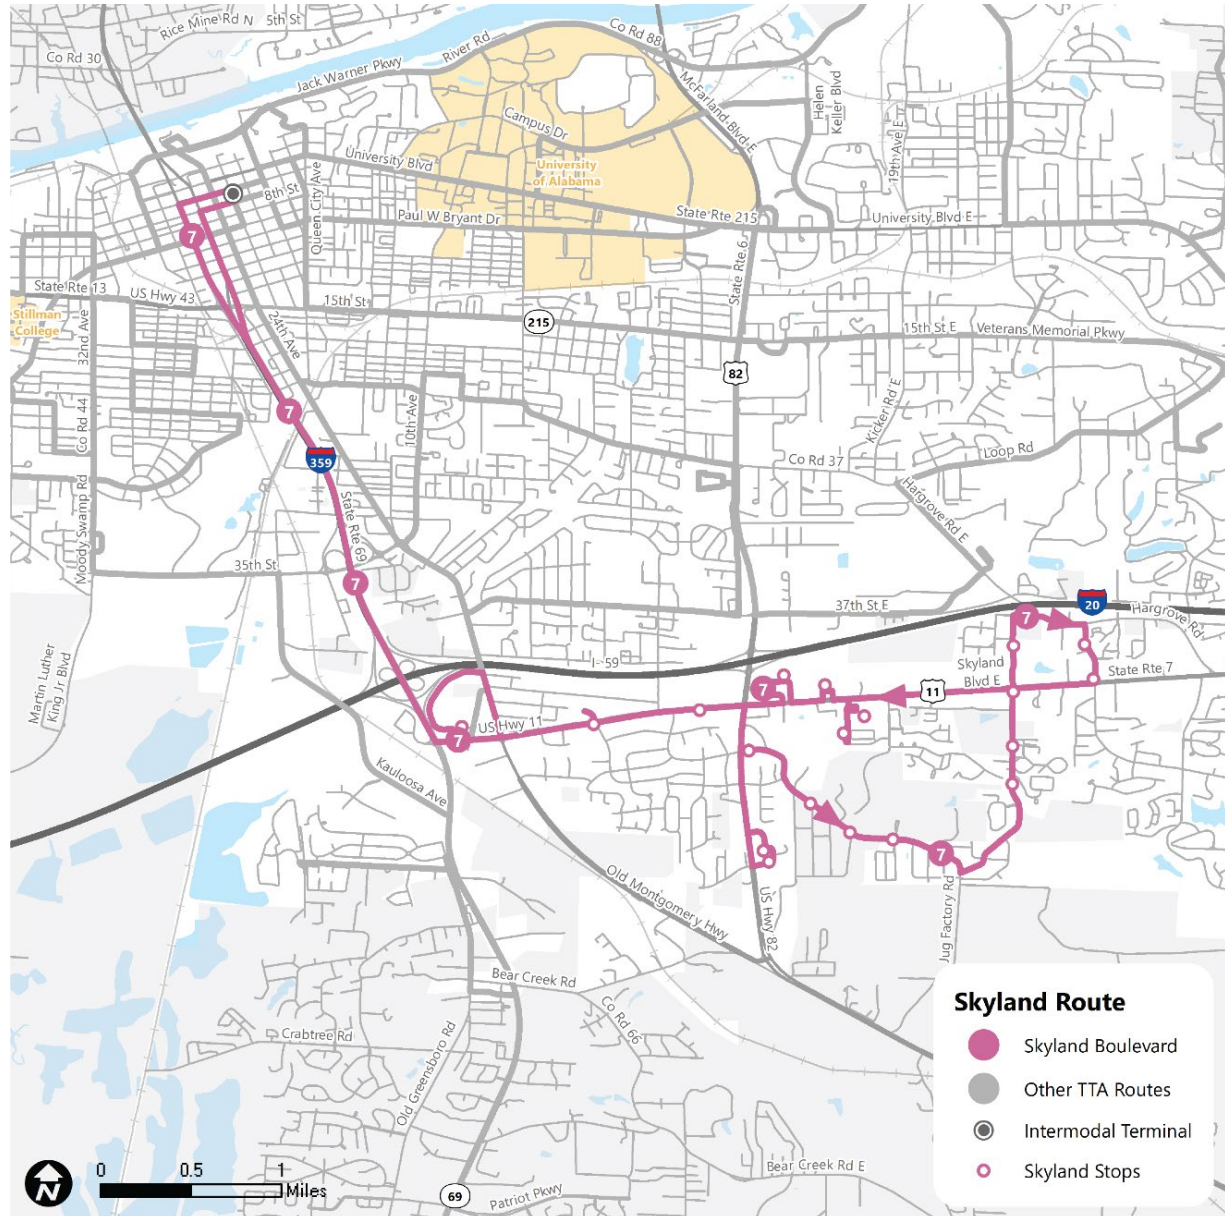 Rice Mine Rd N
5th St
Co Rd 30
River Rd
Co Rd 88
Jack Warner Pkwy
McFarland Blvd E
Helen
Keller Blvd
Campus Dr
19th Ave E
University Blvd
University
of Alabama
8th St
Queen City Ave
Paul W Bryant Dr
State Rte 215
University Blvd E
7
State Rte 6
State Rte 13
US Hwy 43
15th St
Stillman
College
32nd Ave
24th Ave
215
15th St E
Veterans Memorial Pkwy
82
Kicker Rd E
Co Rd 44
10th Ave
7
359
Co Rd 37
Loop Rd
Moody Swamp Rd
State Rte 69
Hargrove Rd E
35th St
7
37th St E
20
Hargrove Rd
7
Martin Luther
King Jr Blvd
I- 59
Skyland
Blvd E
State Rte 7
7
11
US Hwy 11
7
Kauloosa Ave
7
Old Montgomery Hwy
US Hwy 82
Jug Factory Rd
Bear Creek Rd
Co Rd 66
Crabtree Rd
Old Greensboro Rd
Skyland Route
Skyland Boulevard
Other TTA Routes
Intermodal Terminal
Skyland Stops
Bear Creek Rd E
N
0 0.5 1
Miles
69
Patriot Pkwy